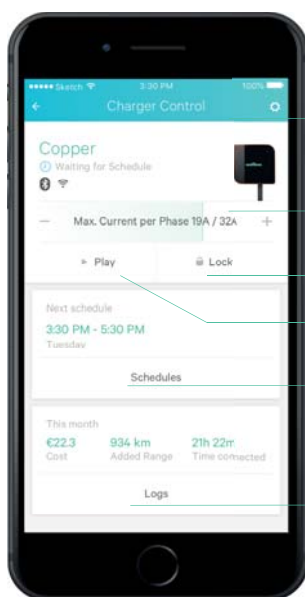 Sketch 3:30 PM 100%
Charger Control
Copper
Waiting for Schedule
− Max. Current per Phase 19A / 32A +
Play Lock
Next schedule
3:30 PM - 5:30 PM
Tuesday
Schedules
This month
€22.3 934 km 21h 22m
Cost Added Range Time connected
Logs